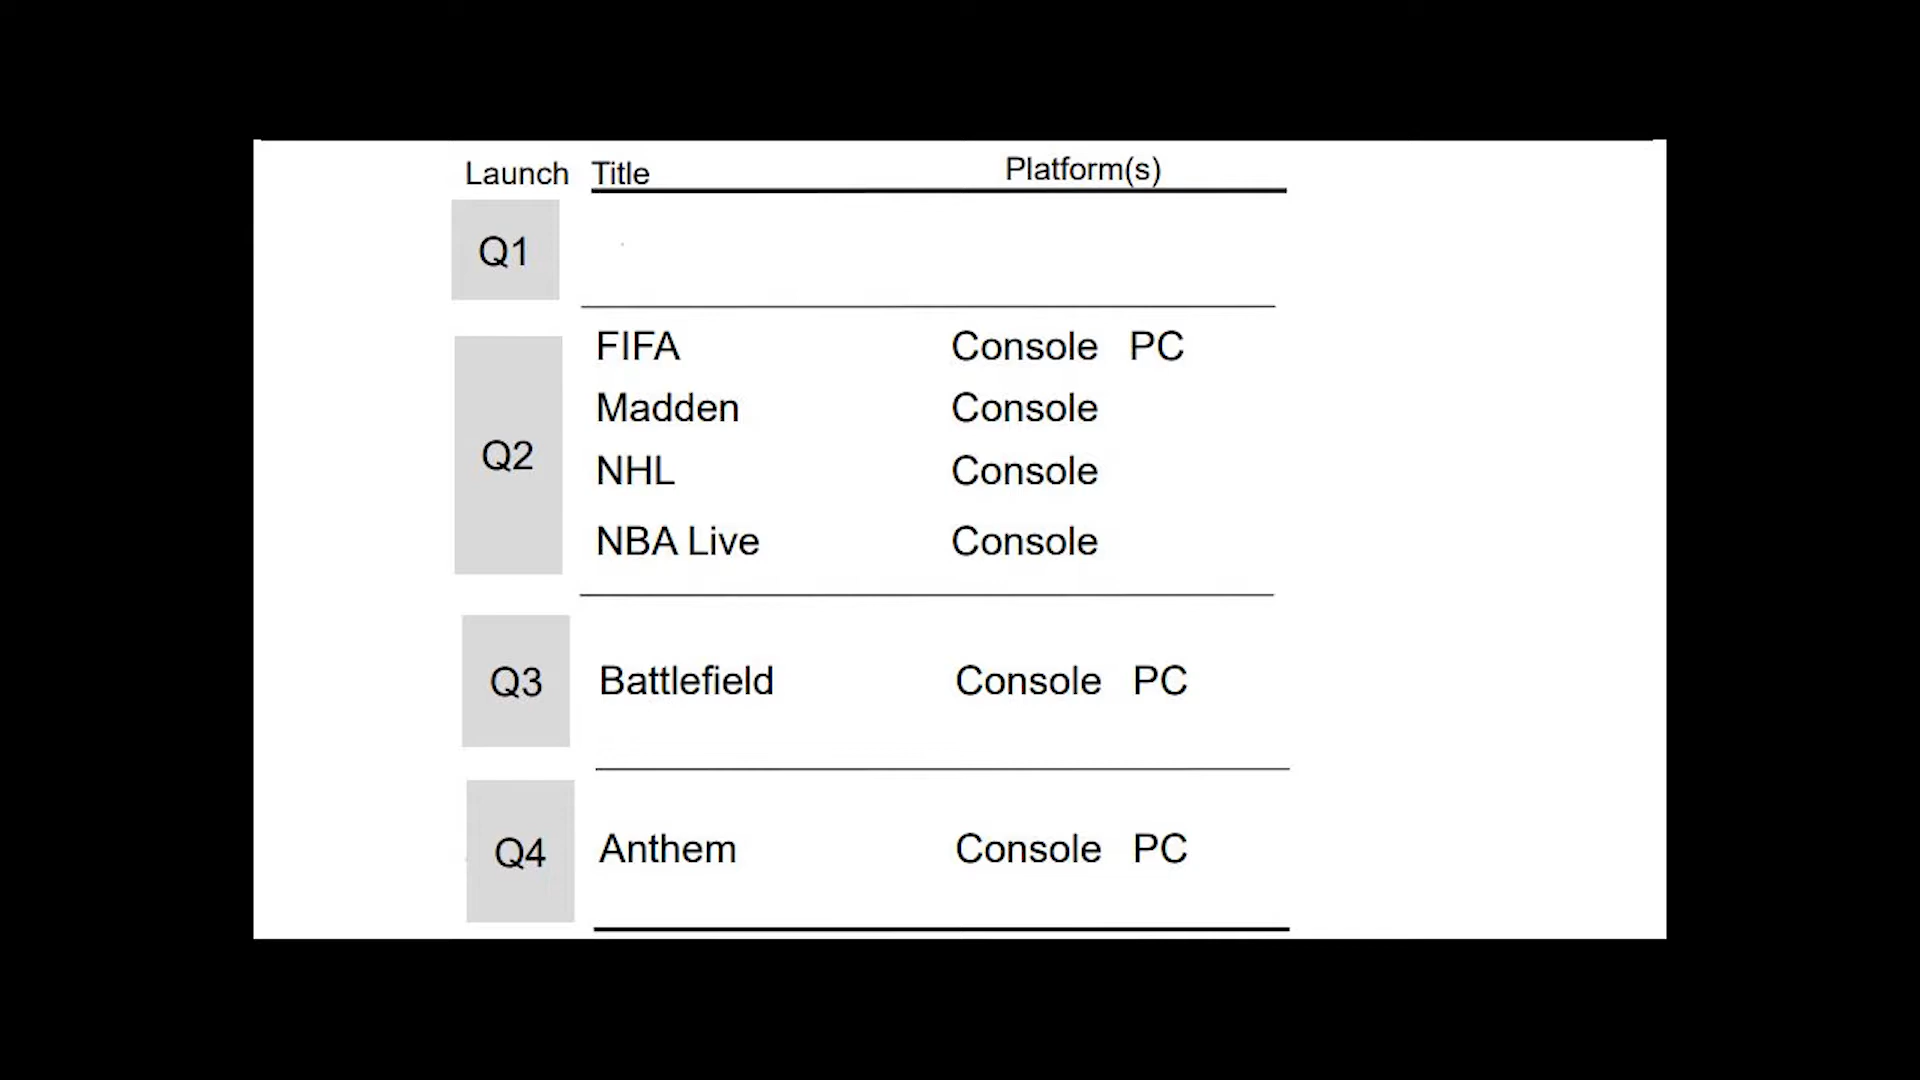 Launch Title Platform(s)
Q1
FIFA Console PC
Madden Console
Q2
NHL Console
NBA Live Console
Q3 Battlefield Console PC
Q4 Anthem Console PC